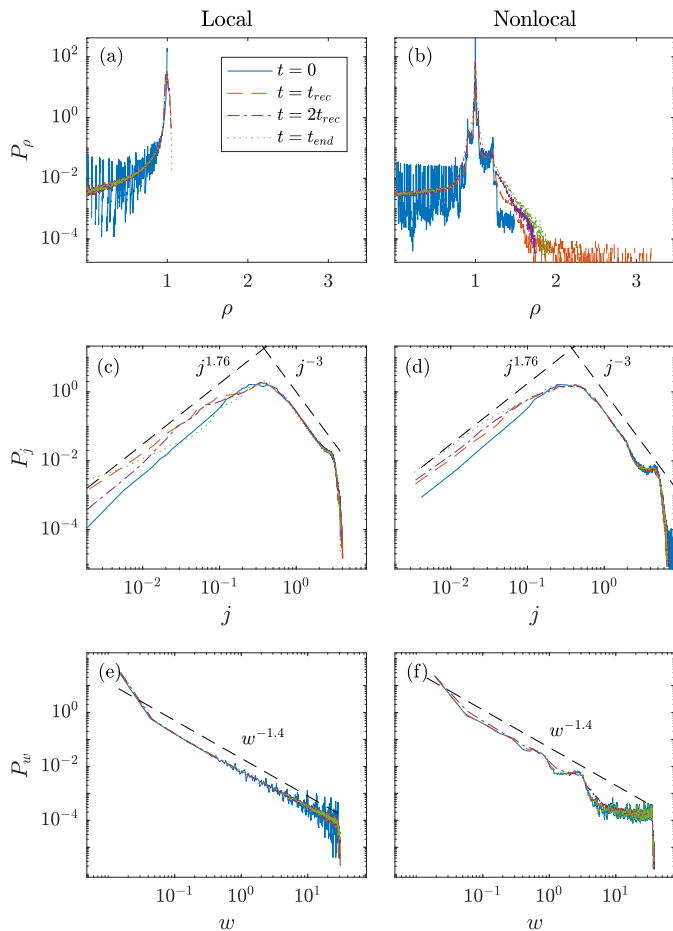 Local Nonlocal
(a) (b)
t = 0
t = t_rec
t = 2t_rec
t = t_end
10^2
10^0
10^-2
10^-4
P_ρ
1 2 3 1 2 3
ρ ρ
(c) j^1.76 j^-3 (d) j^1.76 j^-3
10^0
10^-2
10^-4
P_j
10^-2 10^-1 10^0 10^-2 10^-1 10^0
j j
(e) (f)
w^-1.4 w^-1.4
10^0
10^-2
10^-4
P_w
10^-1 10^0 10^1 10^-1 10^0 10^1
w w